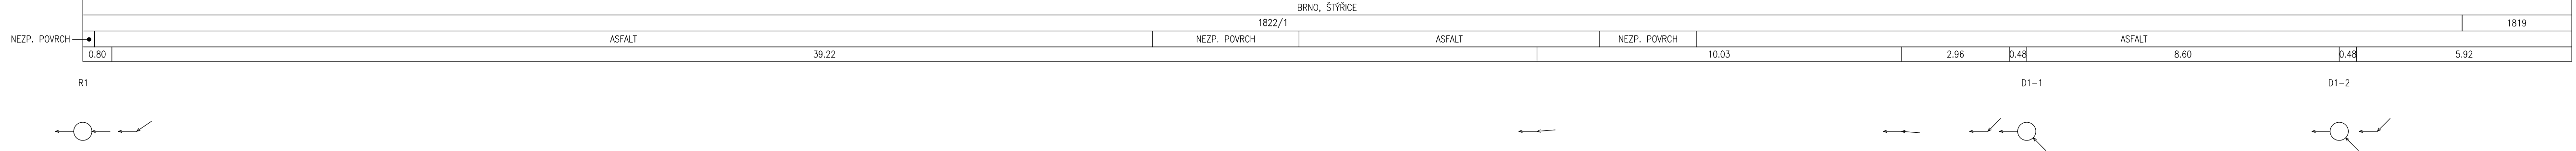 BRNO, ŠTÝŘICE
1822/1 1819
NEZP. POVRCH ASFALT NEZP. POVRCH ASFALT NEZP. POVRCH ASFALT
0.80 39.22 10.03 2.96 0.48 8.60 0.48 5.92
R1 D1-1 D1-2